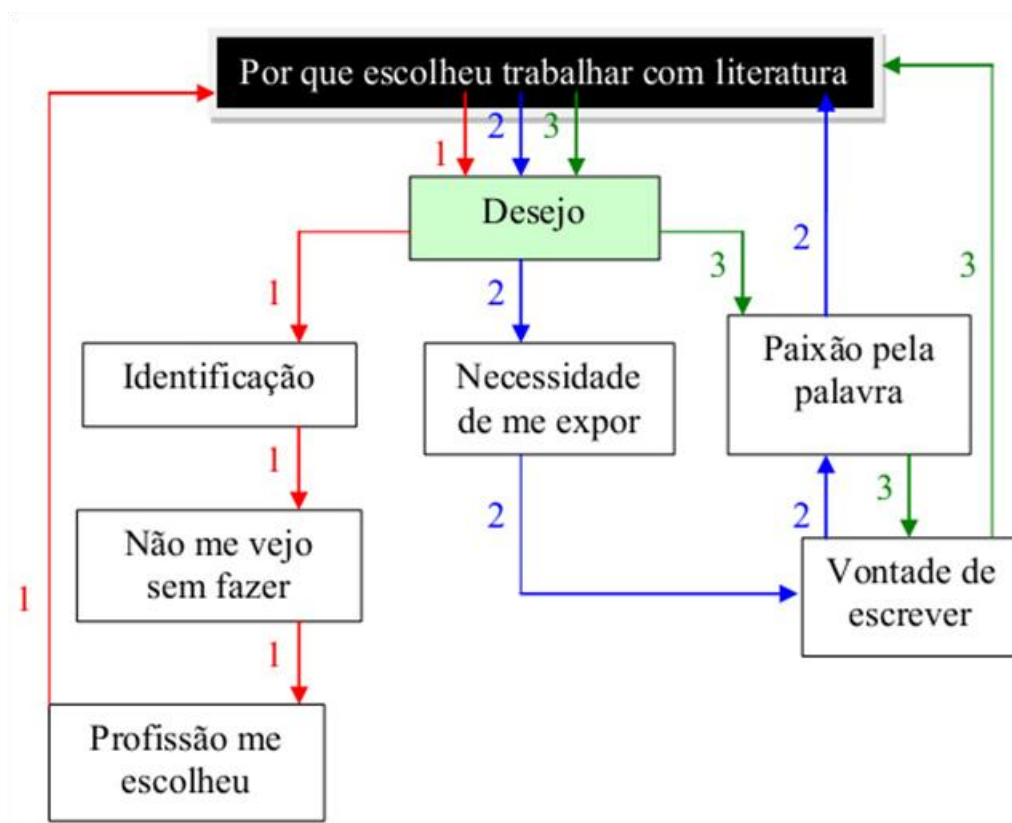 Por que escolheu trabalhar com literatura
1
2
3
Desejo
1
2
3
2
3
Identificação
Necessidade
de me expor
Paixão pela
palavra
1
2
2
3
Não me vejo
sem fazer
Vontade de
escrever
1
1
Profissão me
escolheu